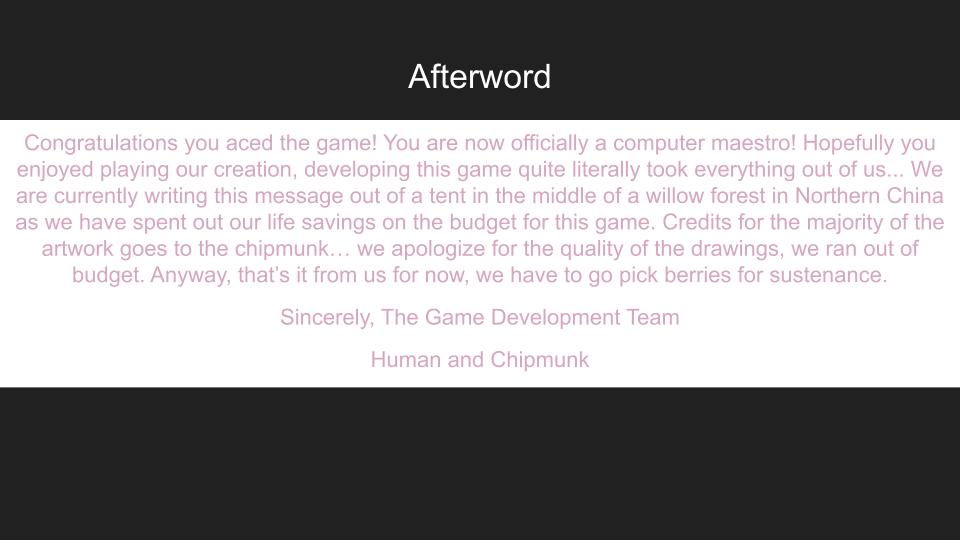 Afterword
Congratulations you aced the game! You are now officially a computer maestro! Hopefully you
enjoyed playing our creation, developing this game quite literally took everything out of us... We
are currently writing this message out of a tent in the middle of a willow forest in Northern China
as we have spent out our life savings on the budget for this game. Credits for the majority of the
artwork goes to the chipmunk… we apologize for the quality of the drawings, we ran out of
budget. Anyway, that's it from us for now, we have to go pick berries for sustenance.
Sincerely, The Game Development Team
Human and Chipmunk